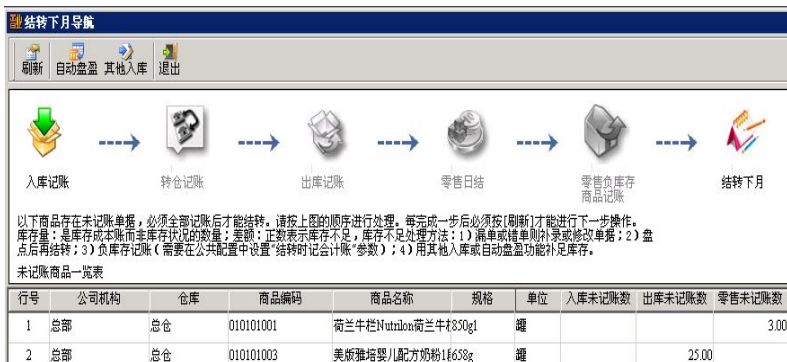 结转下月导航
刷新 自动盘盈 其他入库 退出
入库记账 转仓记账 出库记账 零售日结 零售负库存 结转下月
商品记账
以下商品存在未记账单据，必须全部记账后才能结转。请按上图的顺序进行处理。每完成一步后必须按[刷新]才能进行下一步操作。
库存量：是库存成本账而非库存状况的数量；差额：正数表示库存不足，库存不足处理方法：1）漏单或错单则补录或修改单据；2）盘
点后再结转；3）负库存记账（需要在公共配置中设置"结转时记会计账"参数）；4）用其他入库或自动盘盈功能补足库存。
未记账商品一览表
行号 公司机构 仓库 商品编码 商品名称 规格 单位 入库未记账数 出库未记账数 零售未记账数
1 总部 总仓 010101001 荷兰牛栏Nutrilon荷兰牛栏 850g1 罐 3.00
2 总部 总仓 010101003 美版雅培婴儿配方奶粉1段 658g 罐 25.00